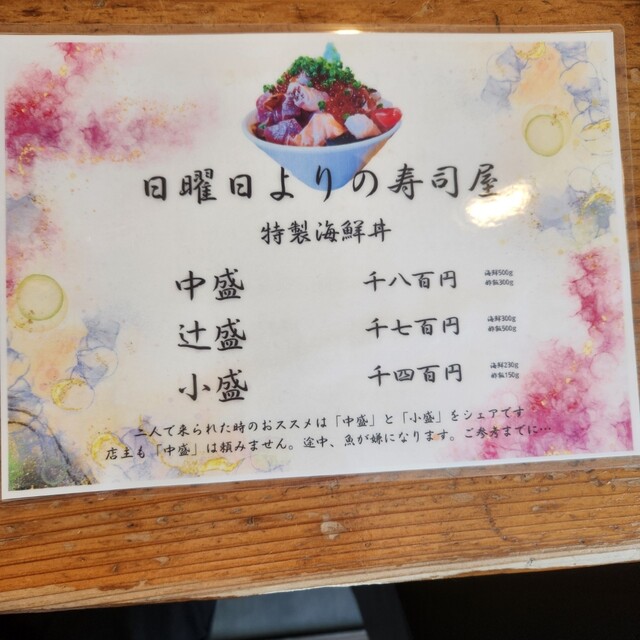 日曜日よりの寿司屋
特製海鮮丼
中盛 千八百円 海鮮500g 酢飯300g
辻盛 千七百円 海鮮300g 酢飯500g
小盛 千四百円 海鮮230g 酢飯150g
二人で来られた時のおススメは「中盛」と「小盛」をシェアです
店主も「中盛」は頼みません。途中、魚が嫌になります。ご参考までに…